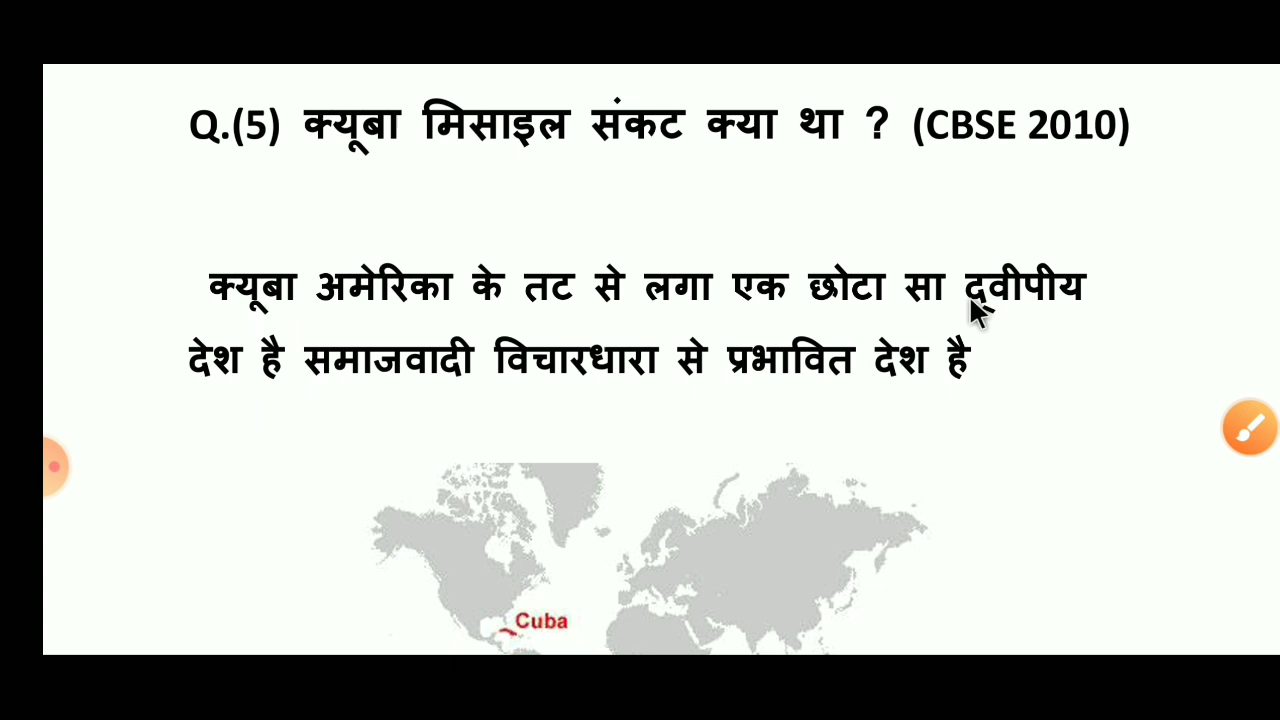 Q.(5) क्यूबा मिसाइल संकट क्या था ? (CBSE 2010)
क्यूबा अमेरिका के तट से लगा एक छोटा सा द्वीपीय
देश है समाजवादी विचारधारा से प्रभावित देश है
Cuba